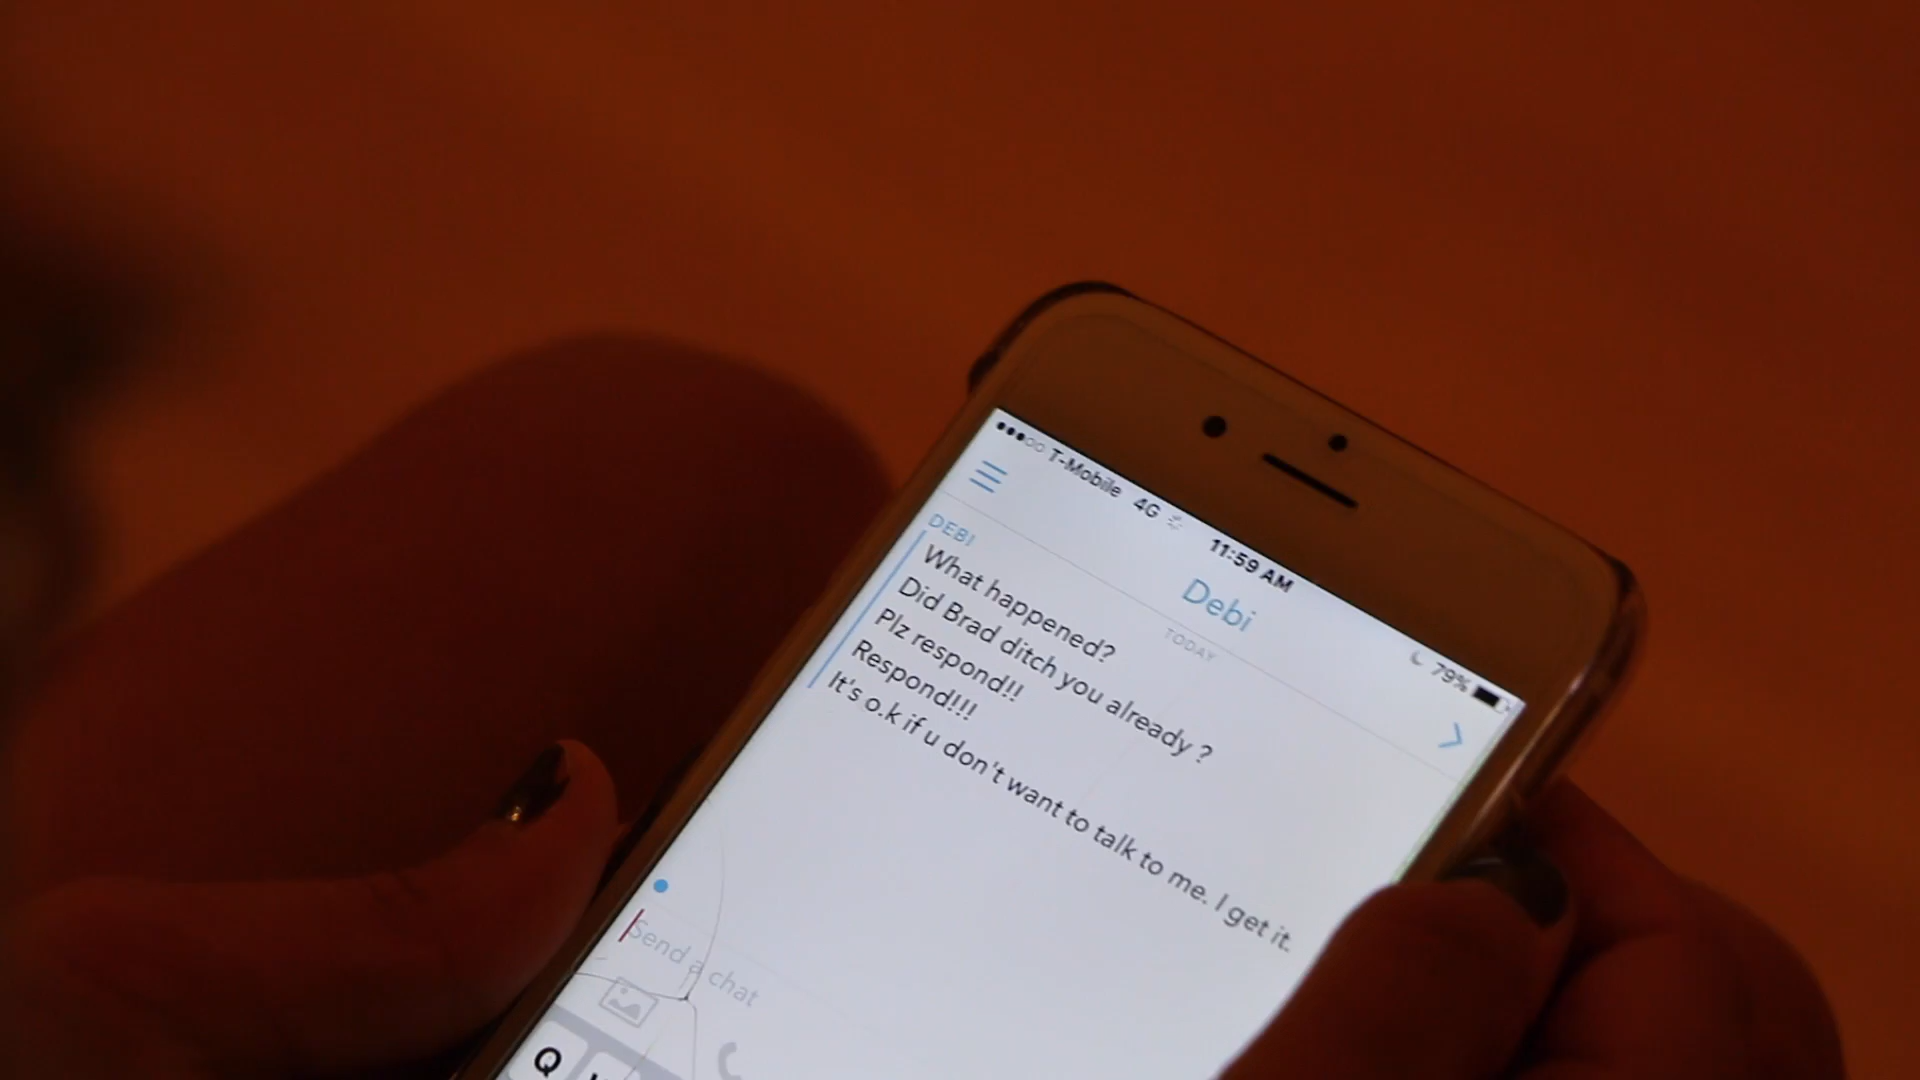 T-Mobile 4G 11:59 AM 79%
Debi
TODAY
DEBI
What happened?
Did Brad ditch you already ?
Plz respond!!
Respond!!!
It's o.k if u don't want to talk to me. I get it.
Send a chat
Q